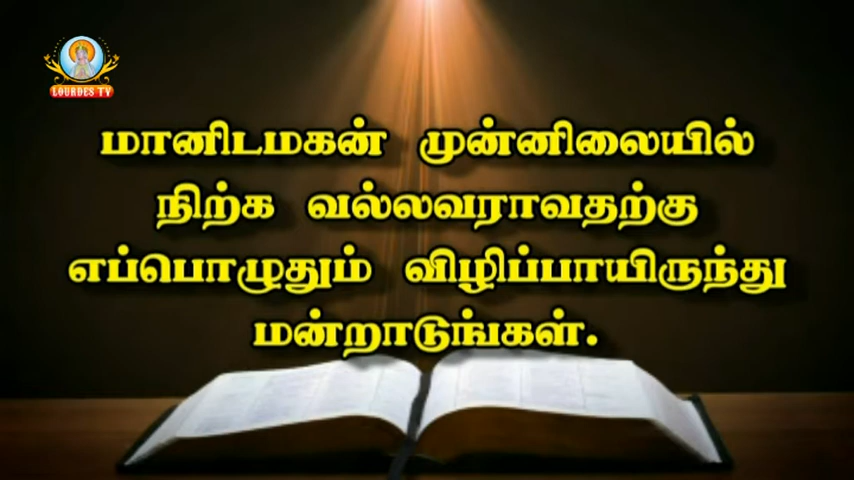 LOURDES TV
மானிடமகன் முன்னிலையில்
நிற்க வல்லவராவதற்கு
எப்பொழுதும் விழிப்பாயிருந்து
மன்றாடுங்கள்.